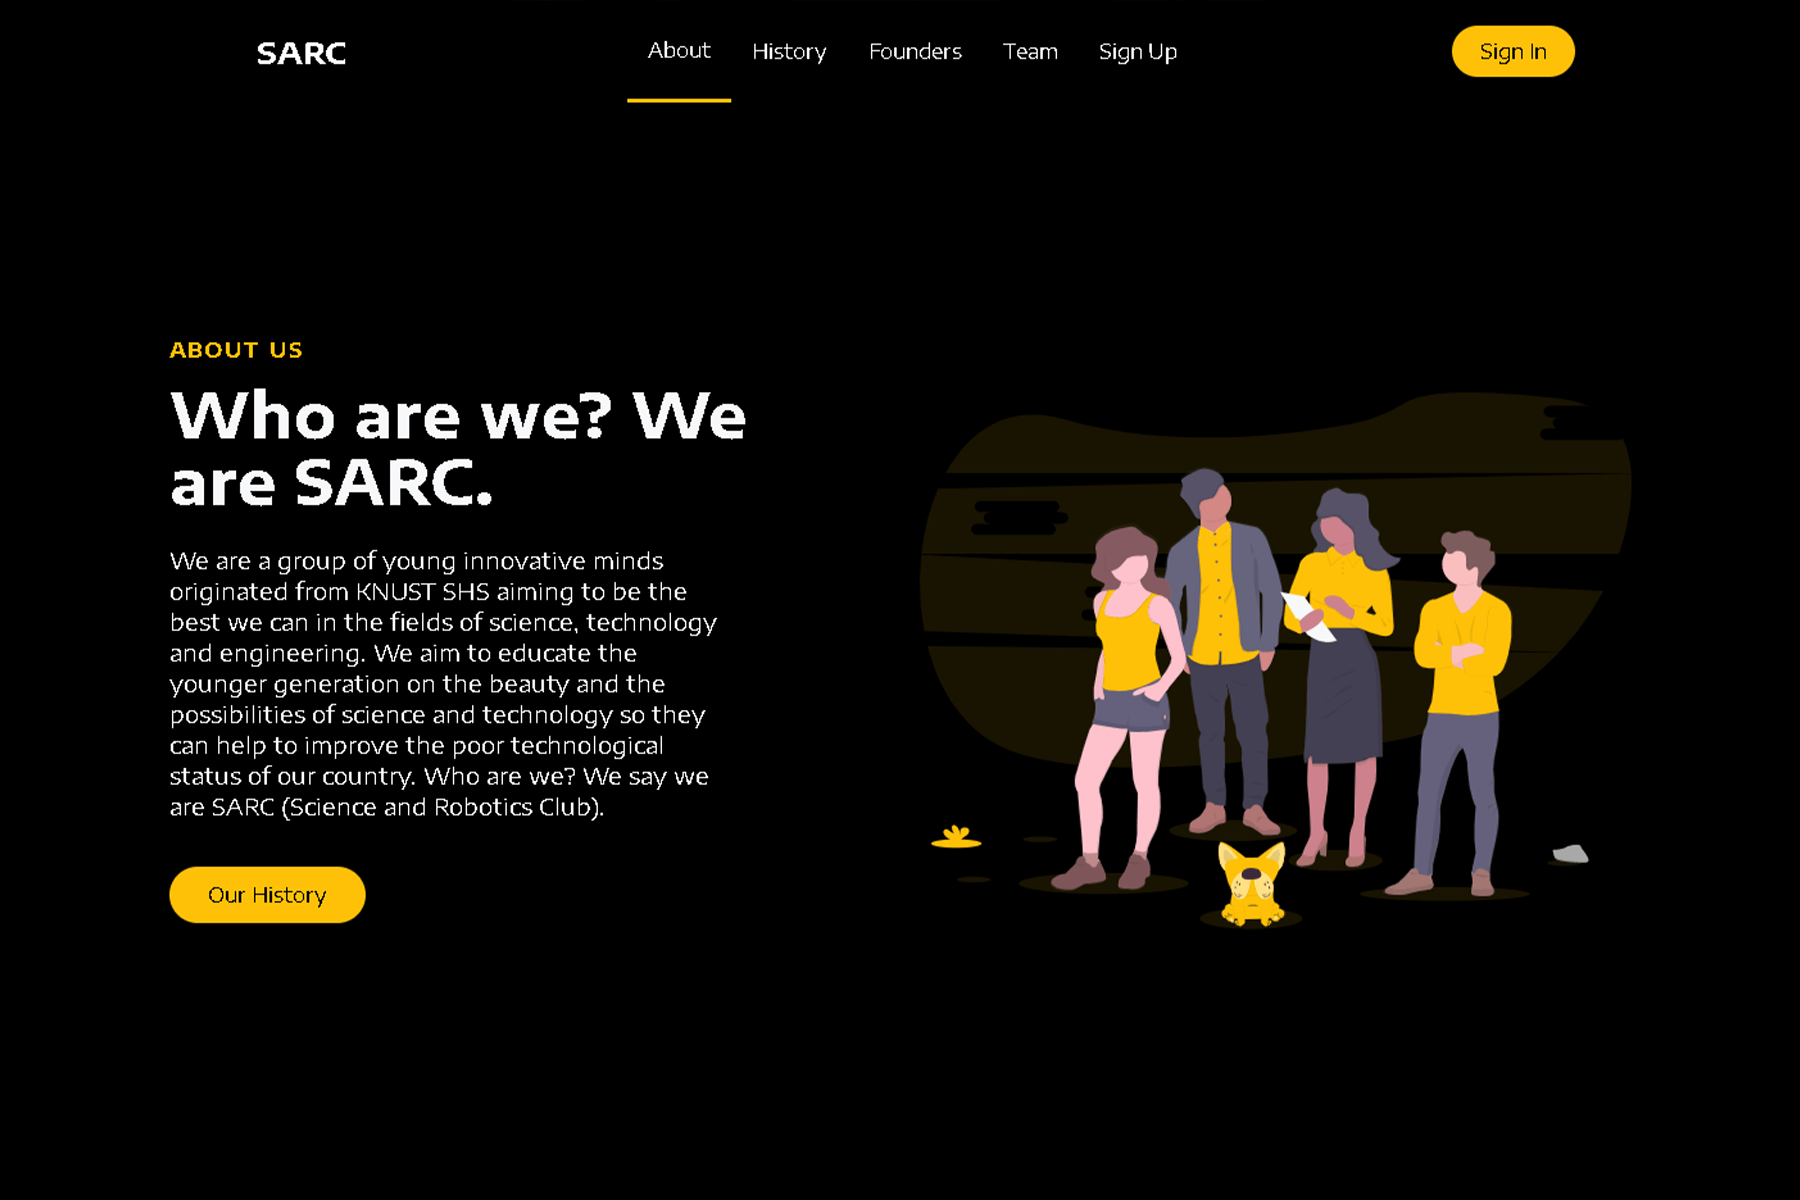 SARC
About
History
Founders
Team
Sign Up
Sign In
ABOUT US
Who are we? We
are SARC.
We are a group of young innovative minds
originated from KNUST SHS aiming to be the
best we can in the fields of science, technology
and engineering. We aim to educate the
younger generation on the beauty and the
possibilities of science and technology so they
can help to improve the poor technological
status of our country. Who are we? We say we
are SARC (Science and Robotics Club).
Our History